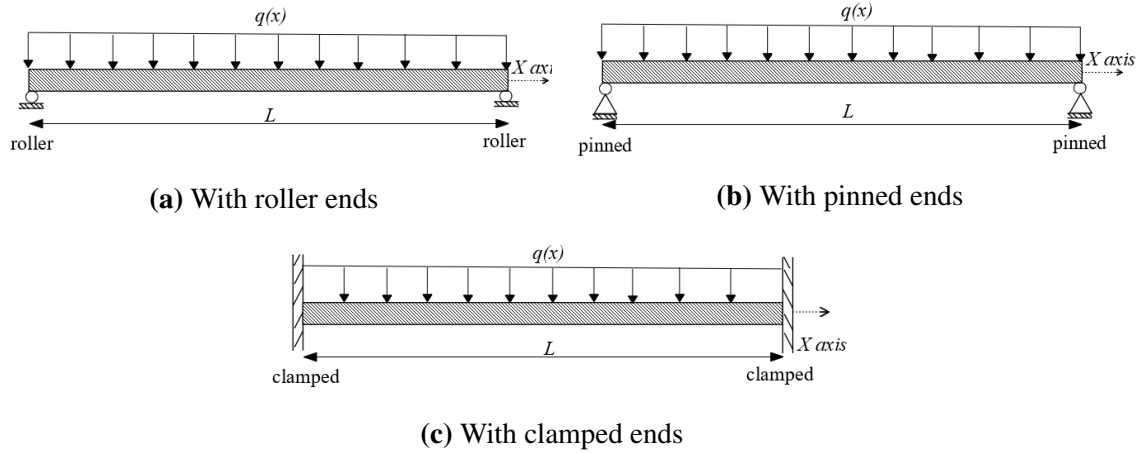 q(x)
X axi
L
roller
roller
(a) With roller ends
q(x)
X axis
L
pinned
pinned
(b) With pinned ends
q(x)
L
X axis
clamped
clamped
(c) With clamped ends